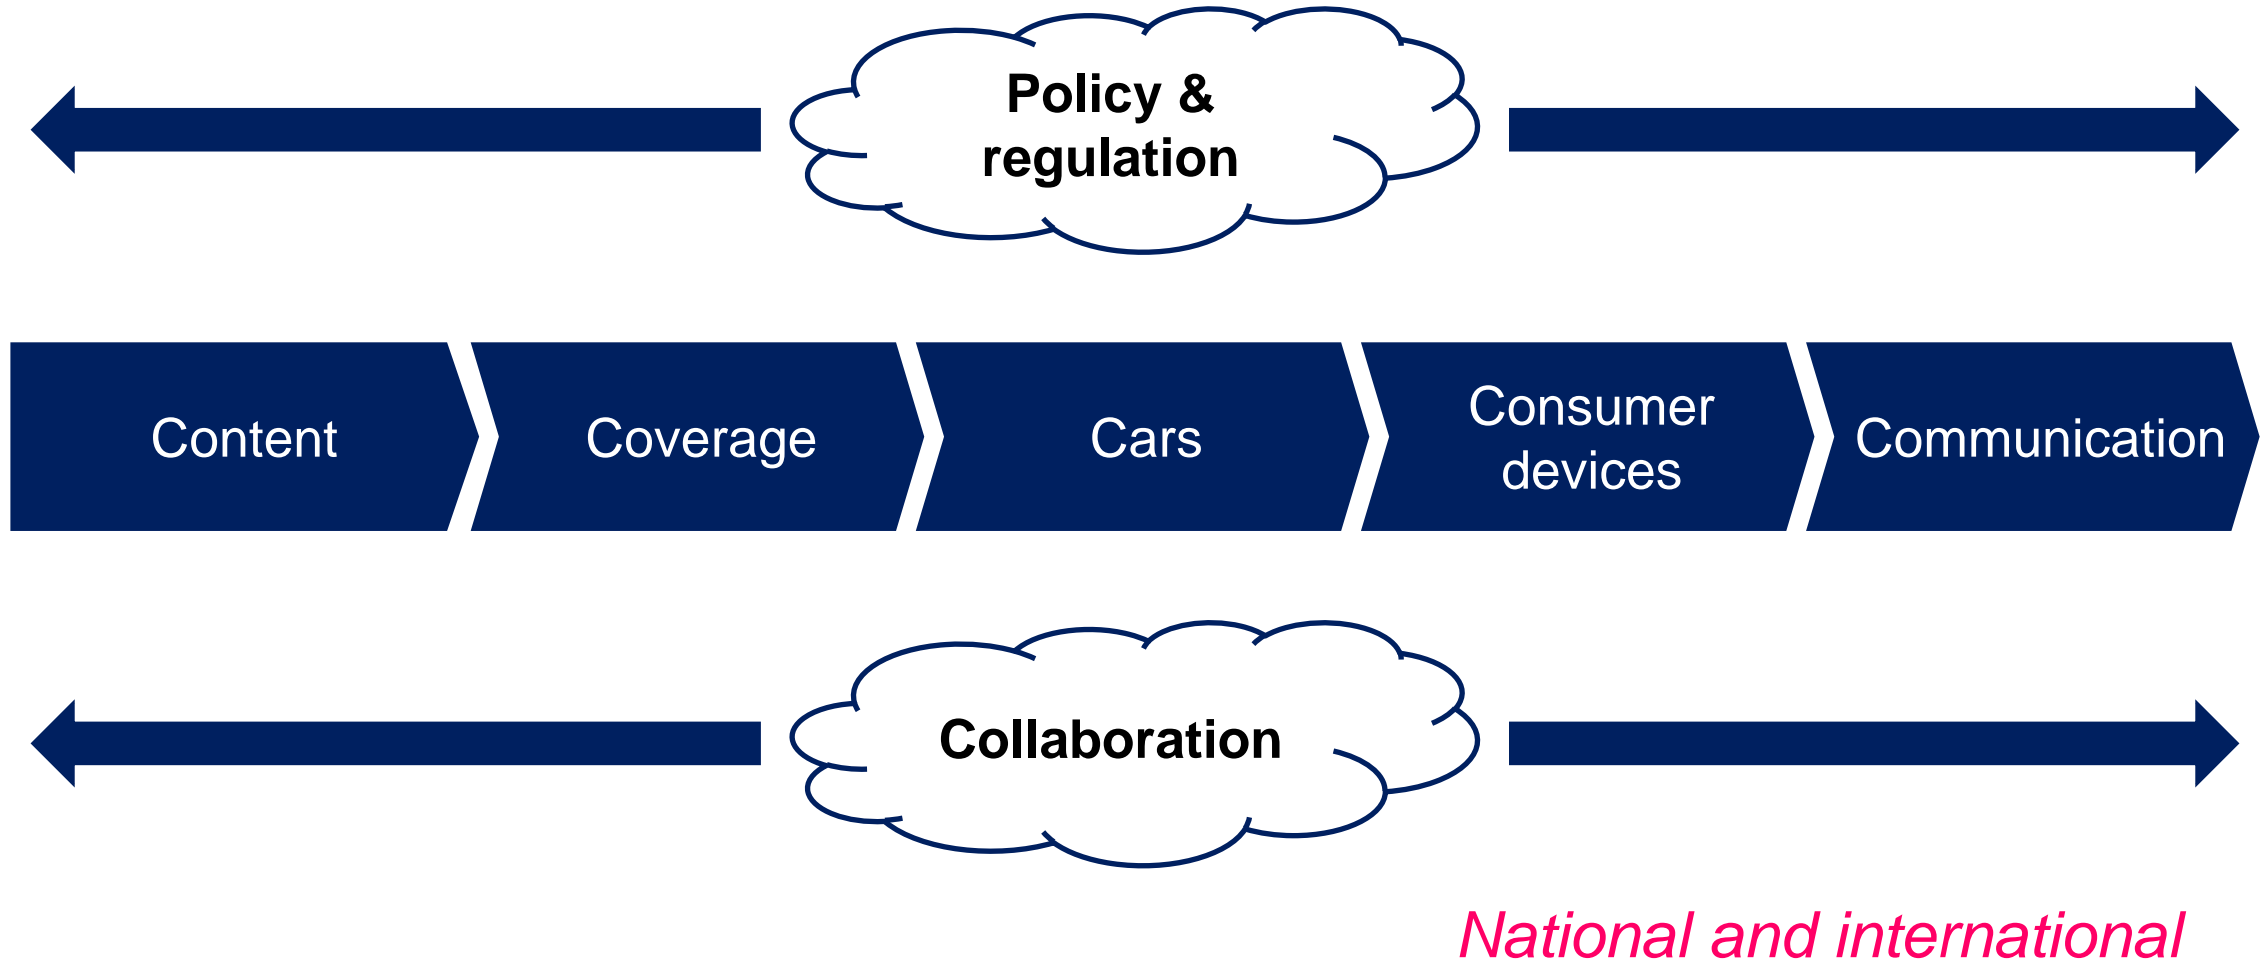 Policy &
regulation
Content
Coverage
Cars
Consumer
devices
Communication
Collaboration
National and international